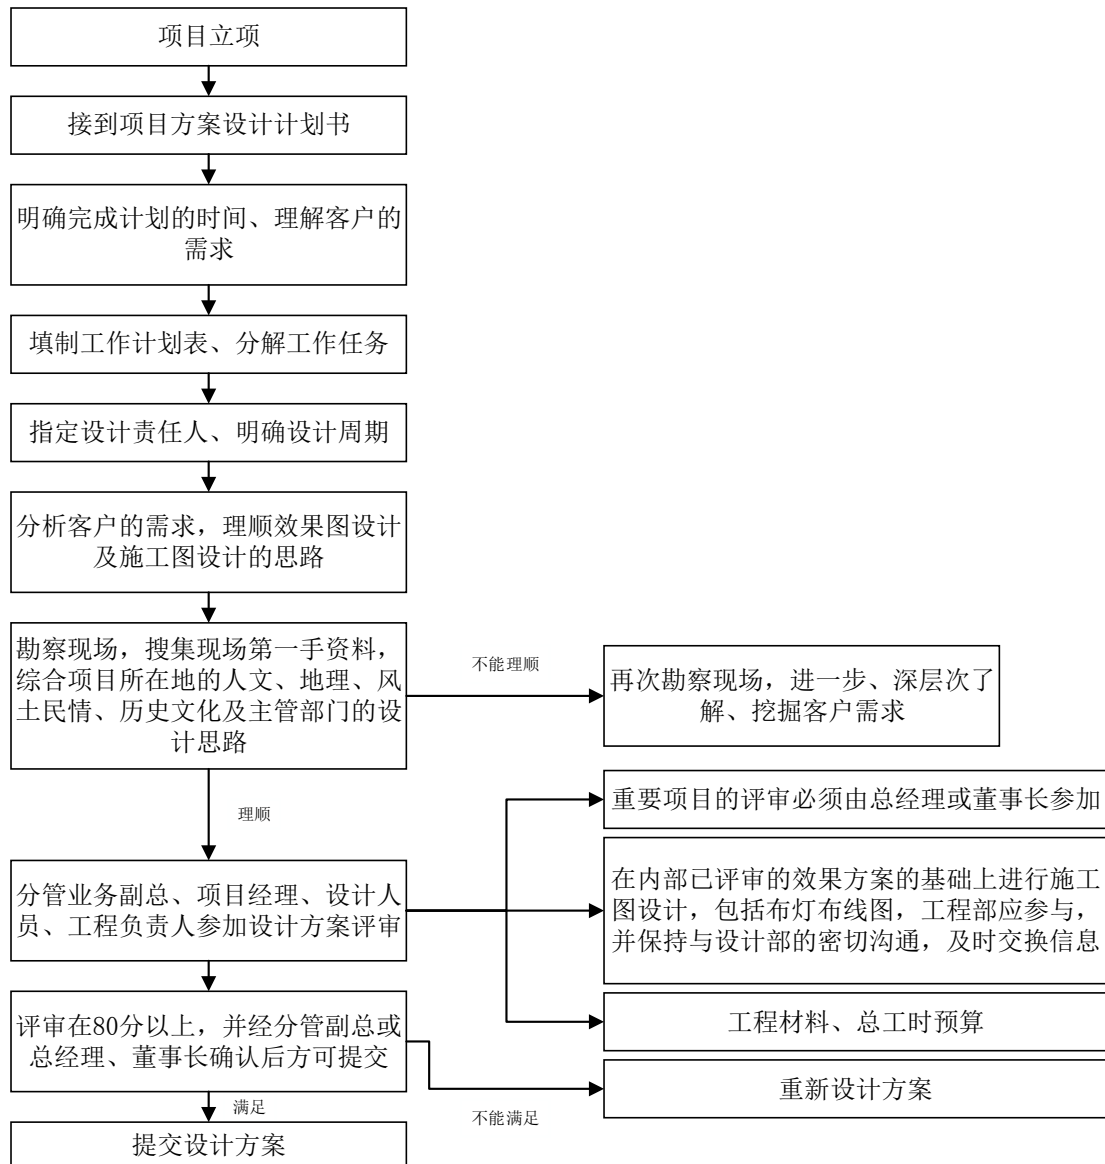 项目立项
接到项目方案设计计划书
明确完成计划的时间、理解客户的
需求
填制工作计划表、分解工作任务
指定设计责任人、明确设计周期
分析客户的需求，理顺效果图设计
及施工图设计的思路
勘察现场，搜集现场第一手资料，
综合项目所在地的人文、地理、风
土民情、历史文化及主管部门的设
计思路
不能理顺
再次勘察现场，进一步、深层次了
解、挖掘客户需求
理顺
分管业务副总、项目经理、设计人
员、工程负责人参加设计方案评审
重要项目的评审必须由总经理或董事长参加
在内部已评审的效果方案的基础上进行施工
图设计，包括布灯布线图，工程部应参与，
并保持与设计部的密切沟通，及时交换信息
工程材料、总工时预算
评审在80分以上，并经分管副总或
总经理、董事长确认后方可提交
不能满足
重新设计方案
满足
提交设计方案